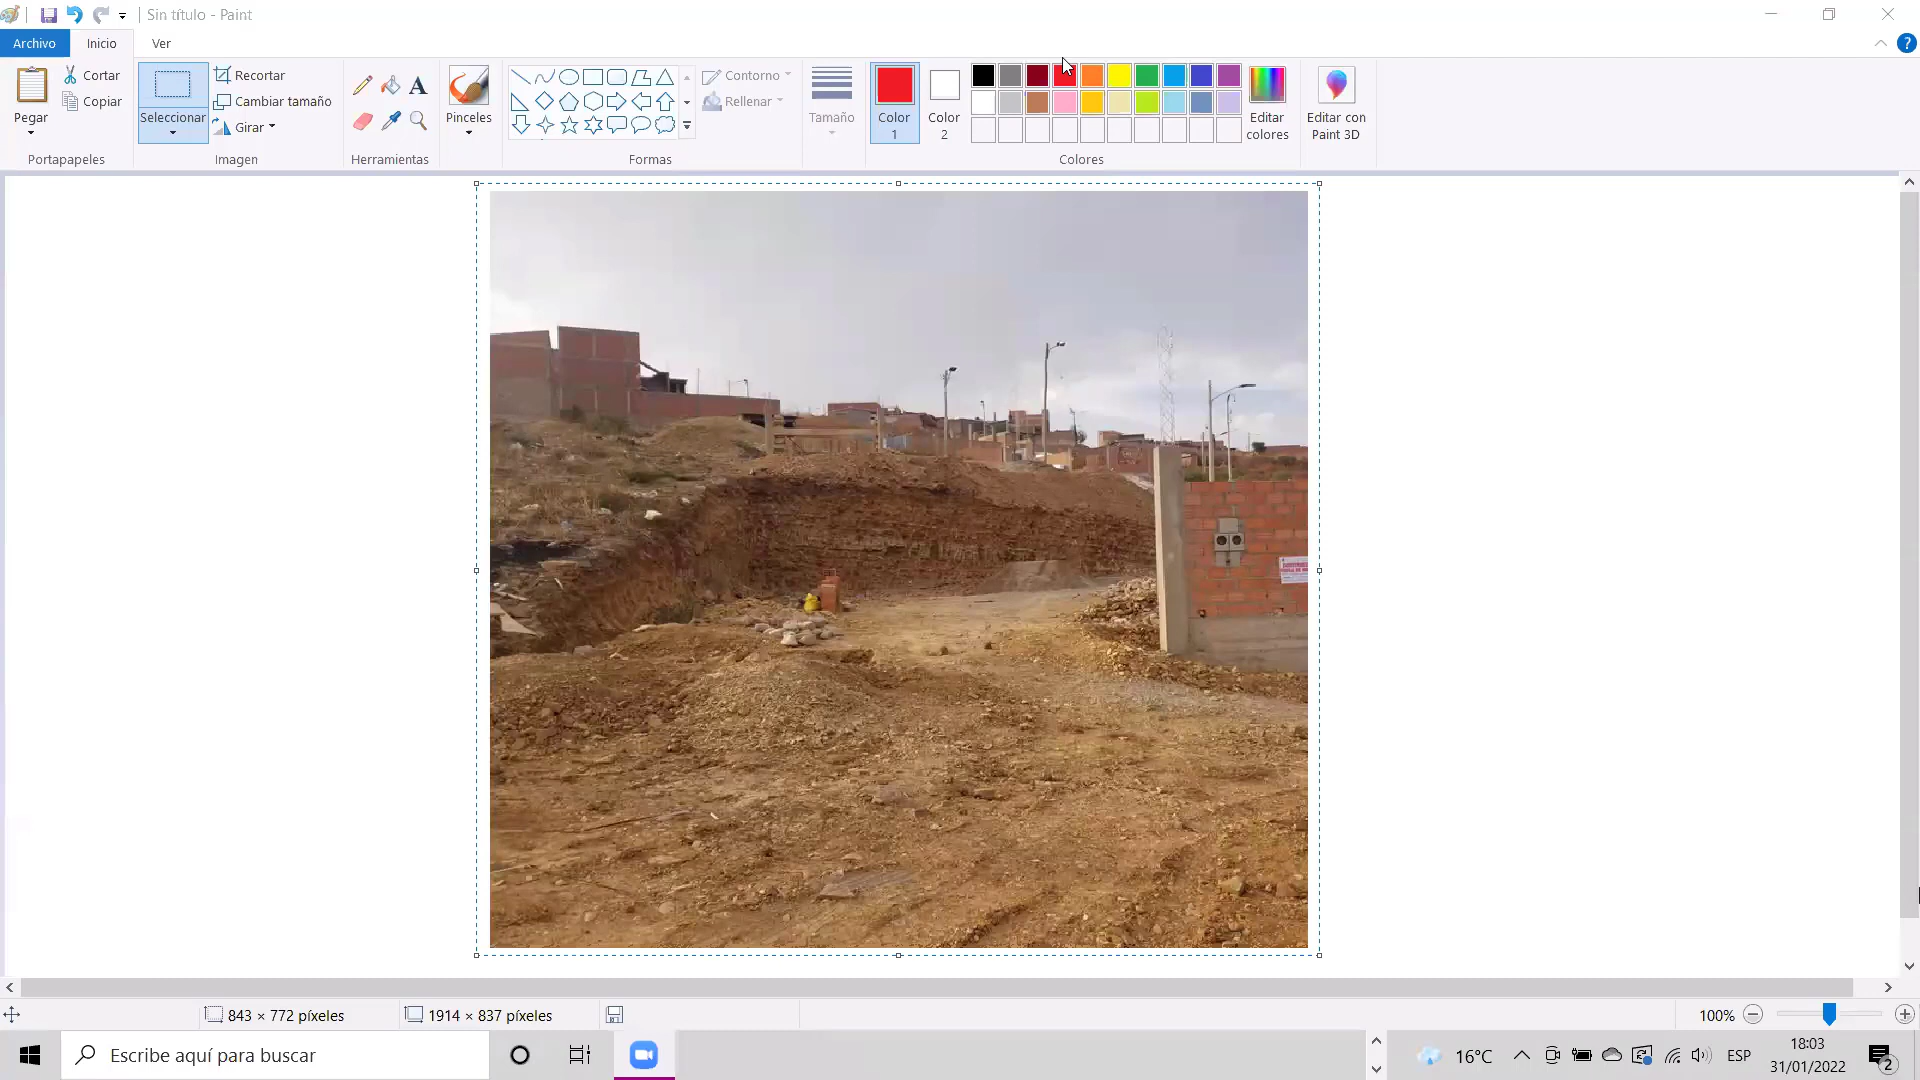 Sin título - Paint
Archivo
Inicio
Ver
Pegar
Cortar
Copiar
Portapapeles
Seleccionar
Recortar
Cambiar tamaño
Girar
Imagen
A
Herramientas
Pinceles
Formas
Contorno
Rellenar
Tamaño
Color
1
Color
2
Editar
colores
Colores
Editar con
Paint 3D
843 × 772 píxeles
1914 × 837 píxeles
100%
Escribe aquí para buscar
16°C
ESP
18:03
31/01/2022
2